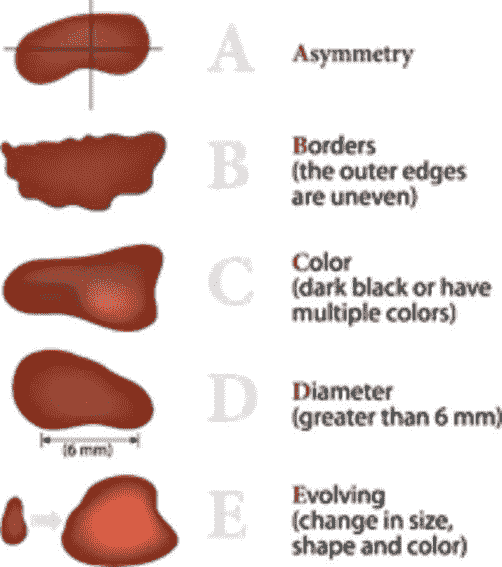 A Asymmetry
B Borders
(the outer edges
are uneven)
C Color
(dark black or have
multiple colors)
D Diameter
(greater than 6 mm)
(6 mm)
E Evolving
(change in size,
shape and color)